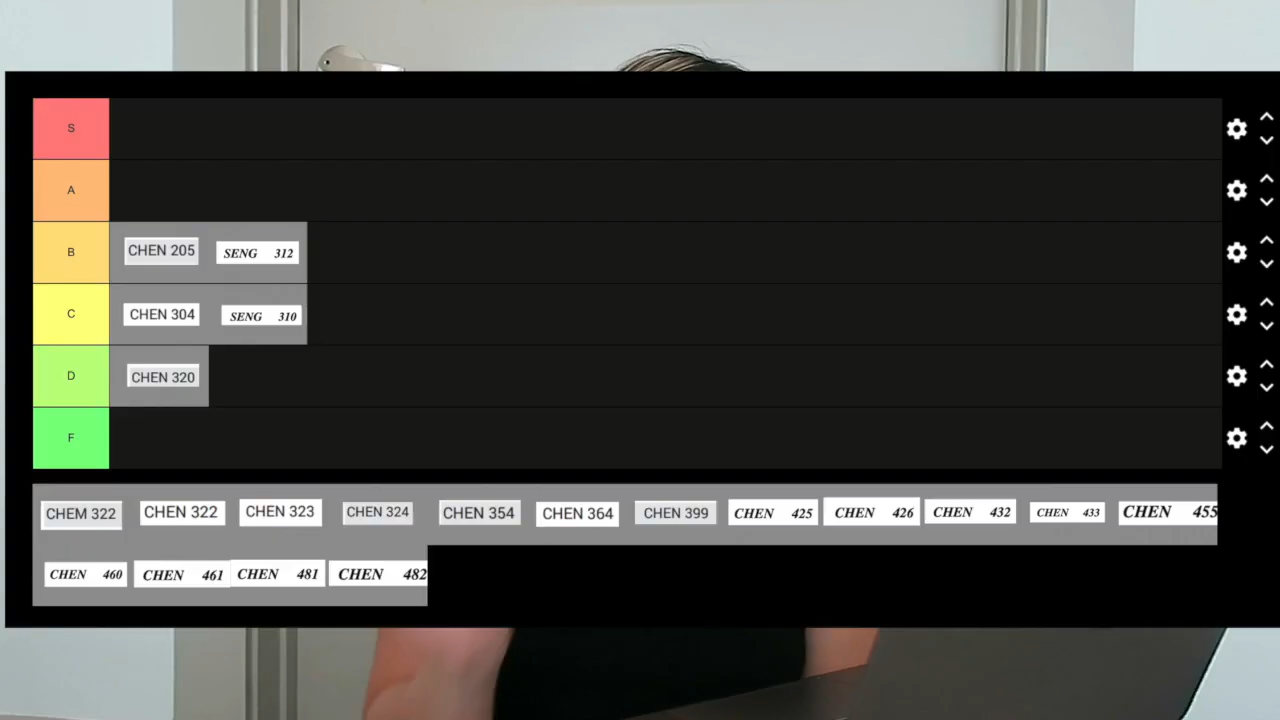 S
A
B CHEN 205 SENG 312
C CHEN 304 SENG 310
D CHEN 320
F
CHEM 322 CHEN 322 CHEN 323 CHEN 324 CHEN 354 CHEN 364 CHEN 399 CHEN 425 CHEN 426 CHEN 432 CHEN 433 CHEN 455
CHEN 460 CHEN 461 CHEN 481 CHEN 482